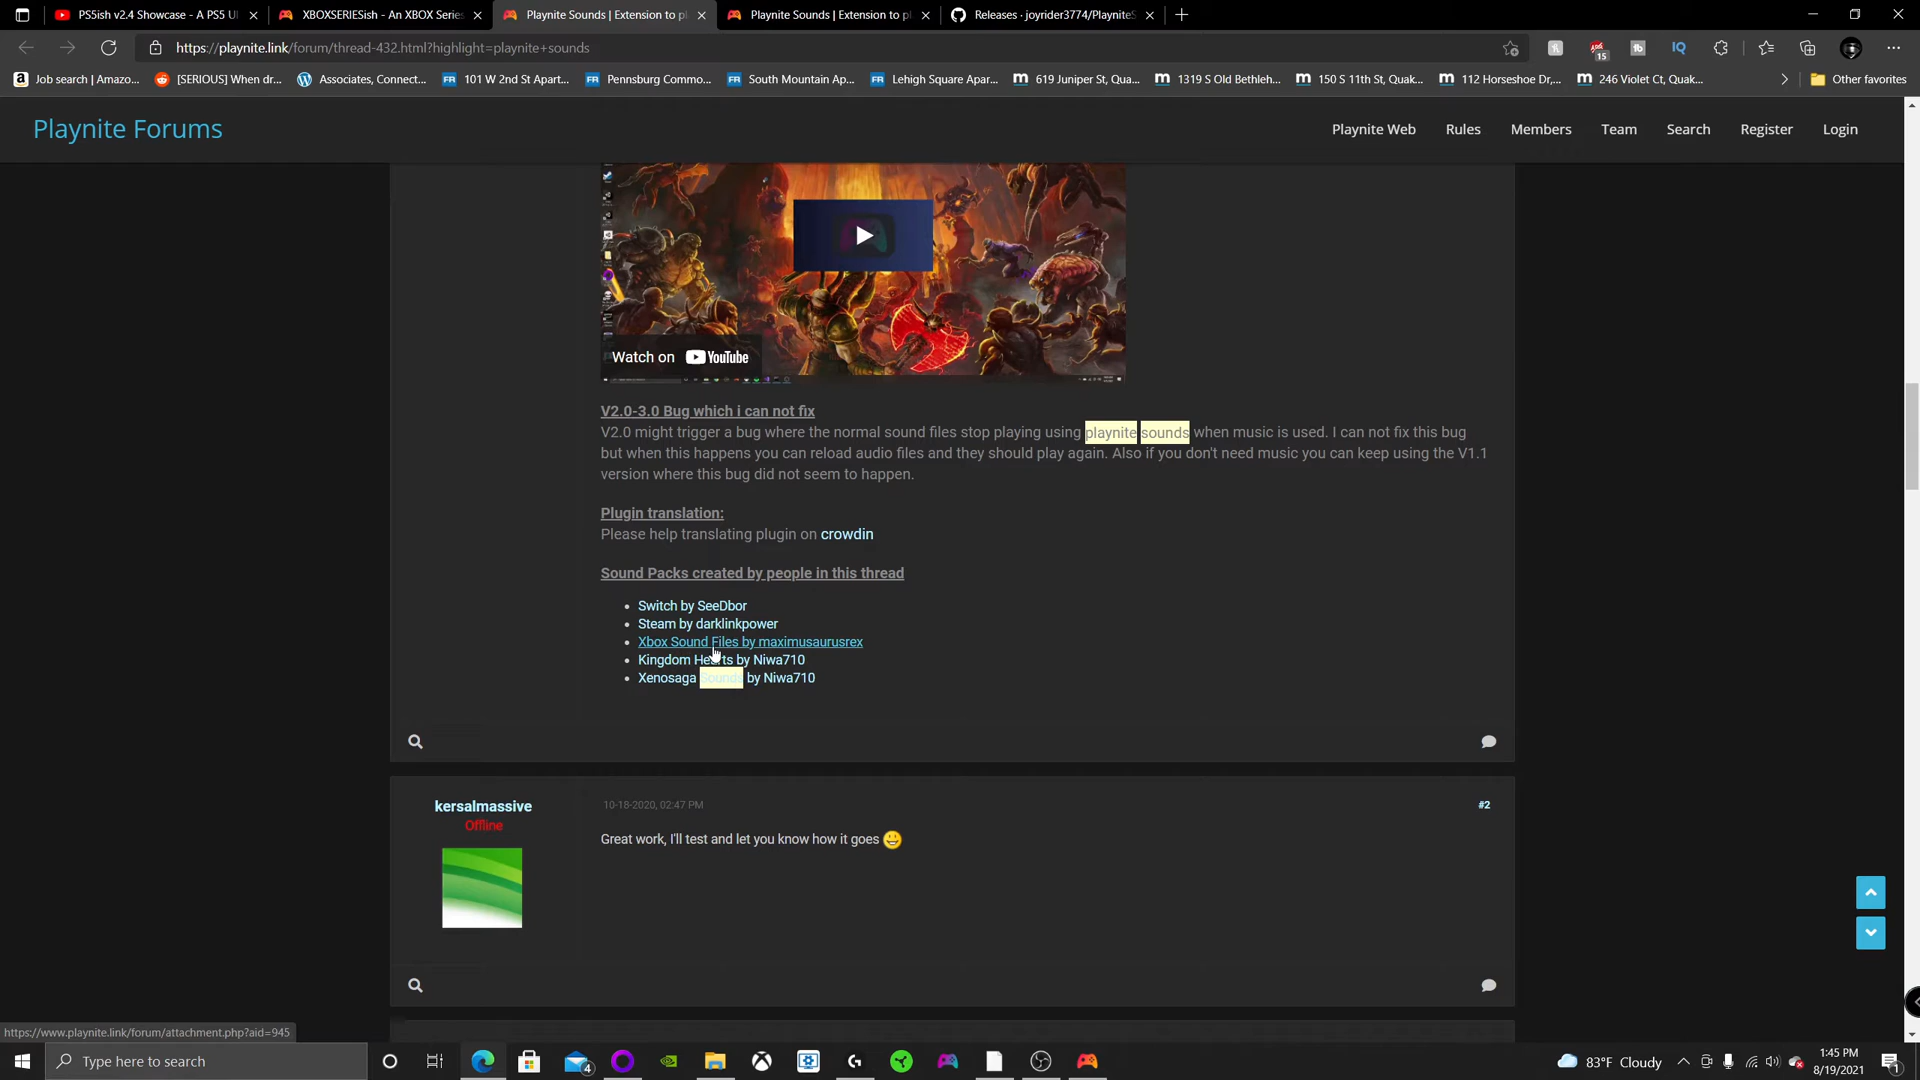 PS5ish v2.4 Showcase - A PS5 U
XBOXSERIESish - An XBOX Series
Playnite Sounds | Extension to pl
Playnite Sounds | Extension to pl
Releases · joyrider3774/PlayniteS
https://playnite.link/forum/thread-432.html?highlight=playnite+sounds
15
IQ
Job search | Amazo...
[SERIOUS] When dr...
Associates, Connect...
101 W 2nd St Apart...
Pennsburg Commo...
South Mountain Ap...
Lehigh Square Apar...
619 Juniper St, Qua...
1319 S Old Bethleh...
150 S 11th St, Quak...
112 Horseshoe Dr,...
246 Violet Ct, Quak...
Other favorites
Playnite Forums
Playnite Web
Rules
Members
Team
Search
Register
Login
Watch on YouTube
V2.0-3.0 Bug which i can not fix
V2.0 might trigger a bug where the normal sound files stop playing using playnite sounds when music is used. I can not fix this bug
but when this happens you can reload audio files and they should play again. Also if you don't need music you can keep using the V1.1
version where this bug did not seem to happen.
Plugin translation:
Please help translating plugin on crowdin
Sound Packs created by people in this thread
Switch by SeeDbor
Steam by darklinkpower
Xbox Sound Files by maximusaurusrex
Kingdom Hearts by Niwa710
Xenosaga Sounds by Niwa710
kersalmassive
Offline
10-18-2020, 02:47 PM
#2
Great work, I'll test and let you know how it goes
https://www.playnite.link/forum/attachment.php?aid=945
Type here to search
4
83°F Cloudy
1:45 PM
8/19/2021
1